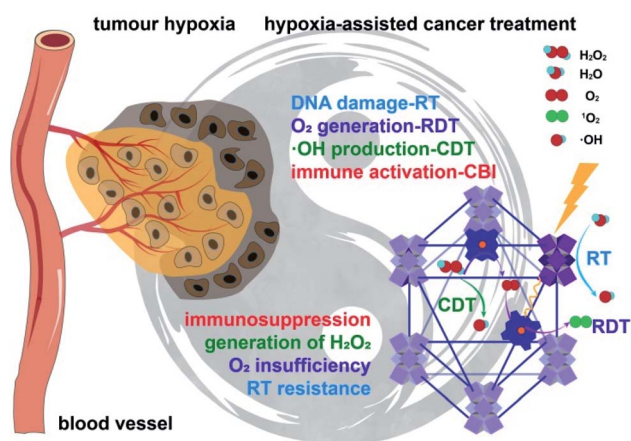 tumour hypoxia
hypoxia-assisted cancer treatment
H₂O₂
H₂O
O₂
¹O₂
·OH
DNA damage-RT
O₂ generation-RDT
·OH production-CDT
immune activation-CBI
RT
CDT
RDT
immunosuppression
generation of H₂O₂
O₂ insufficiency
RT resistance
blood vessel